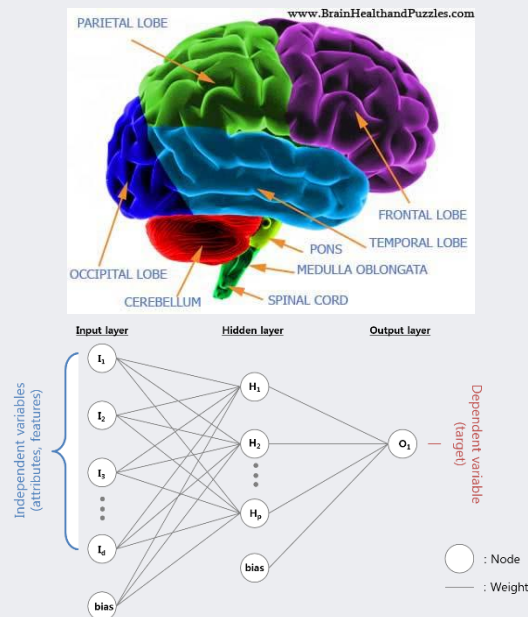 www.BrainHealthandPuzzles.com
PARIETAL LOBE
FRONTAL LOBE
TEMPORAL LOBE
PONS
OCCIPITAL LOBE
MEDULLA OBLONGATA
CEREBELLUM
SPINAL CORD
Input layer
Hidden layer
Output layer
Independent variables
(attributes, features)
I1
I2
I3
Id
bias
H1
H2
Hp
bias
O1
Dependent variable
(target)
: Node
: Weight